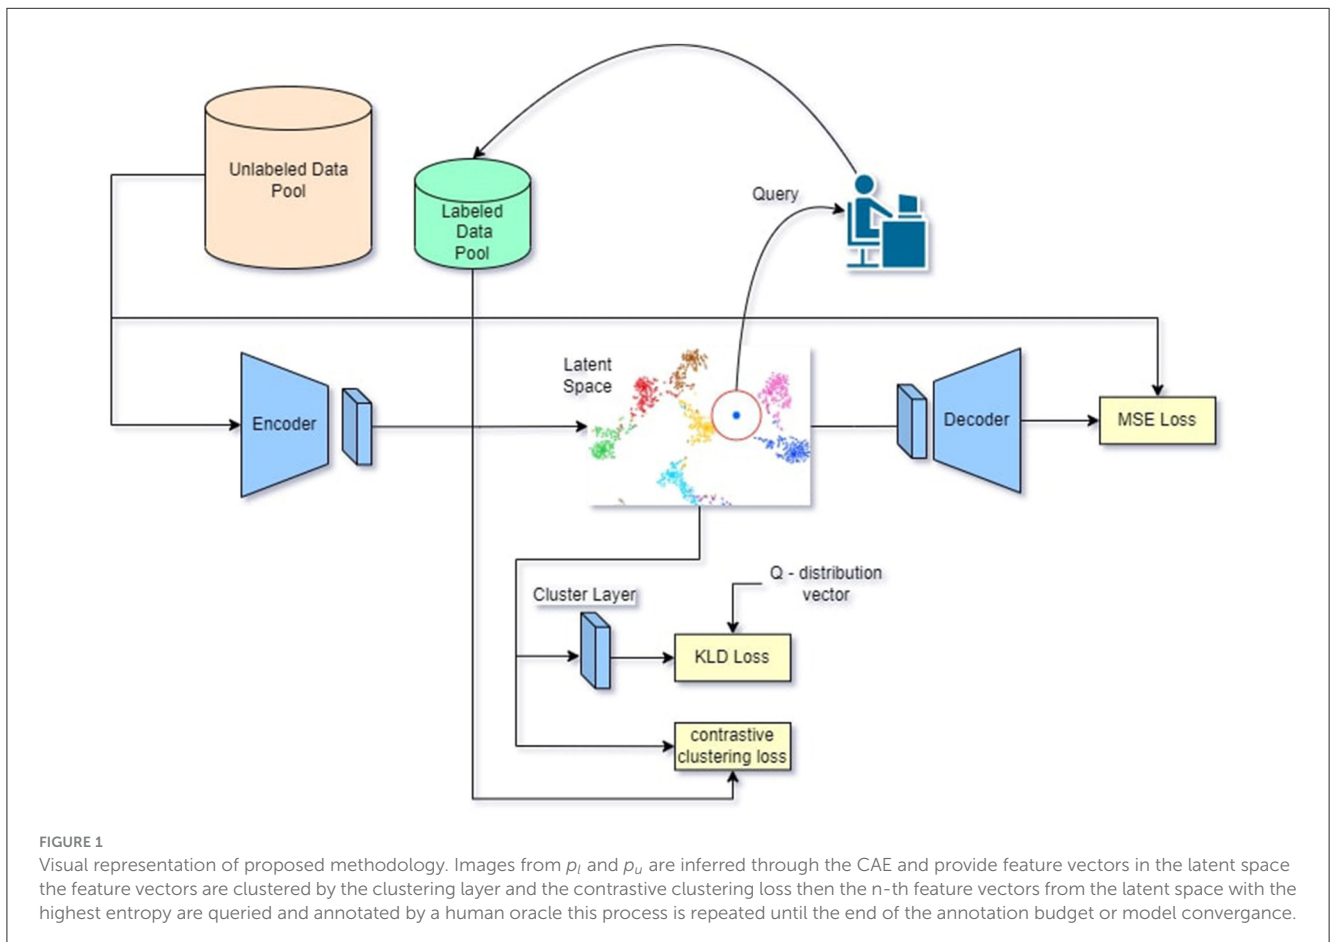 Unlabeled Data
Pool
Labeled
Data
Pool
Query
Latent
Space
Encoder
Decoder
MSE Loss
Q - distribution
vector
Cluster Layer
KLD Loss
contrastive
clustering loss
FIGURE 1
Visual representation of proposed methodology. Images from pl and pu are inferred through the CAE and provide feature vectors in the latent space
the feature vectors are clustered by the clustering layer and the contrastive clustering loss then the n-th feature vectors from the latent space with the
highest entropy are queried and annotated by a human oracle this process is repeated until the end of the annotation budget or model convergance.